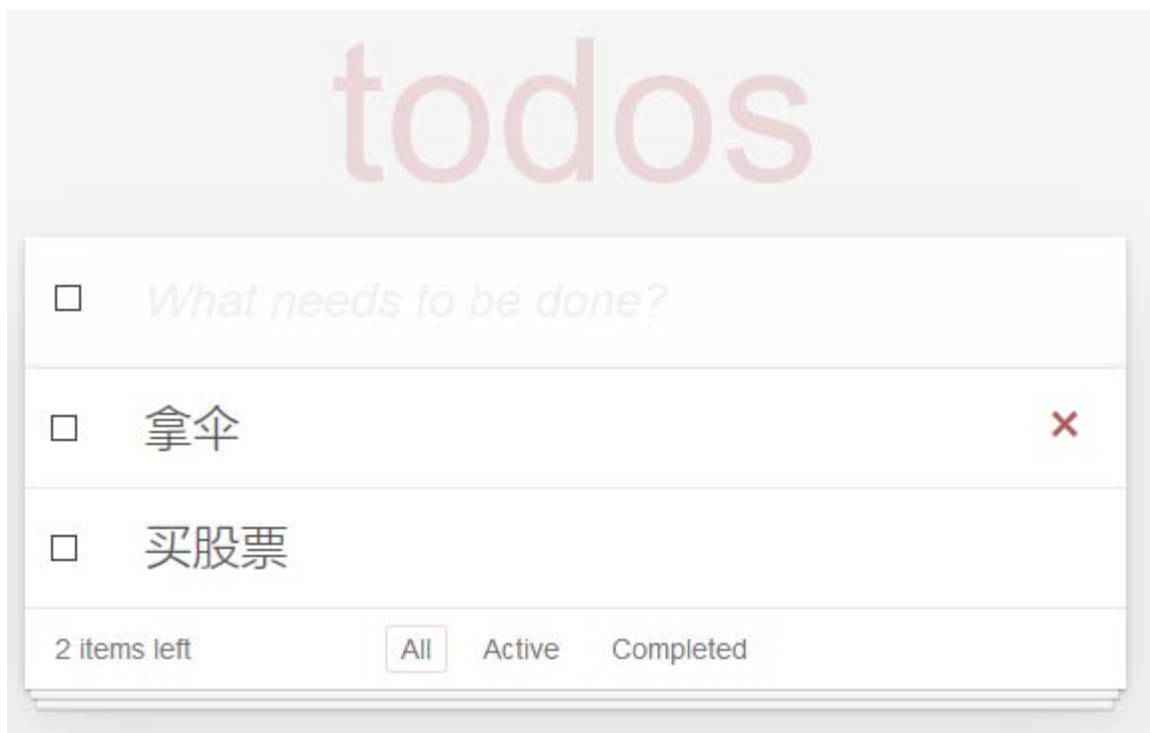 todos
What needs to be done?
拿伞
买股票
2 items left All Active Completed